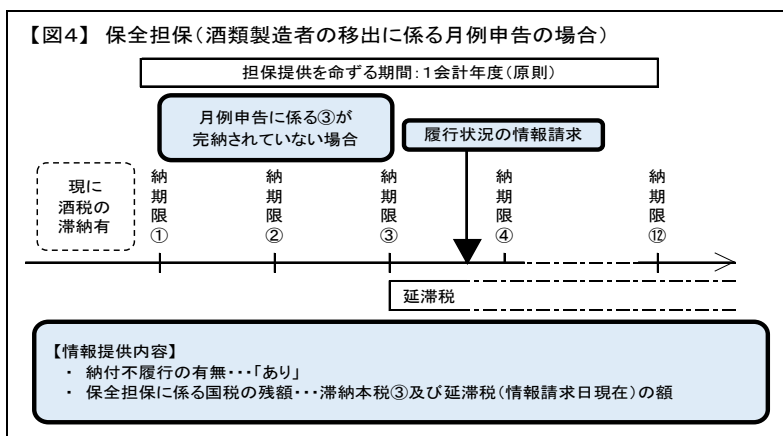 【図4】 保全担保（酒類製造者の移出に係る月例申告の場合）
担保提供を命ずる期間：1会計年度（原則）
月例申告に係る③が
完納されていない場合
履行状況の情報請求
現に
酒税の
滞納有
納期限①
納期限②
納期限③
納期限④
納期限⑫
延滞税
【情報提供内容】
・ 納付不履行の有無・・・「あり」
・ 保全担保に係る国税の残額・・・滞納本税③及び延滞税（情報請求日現在）の額